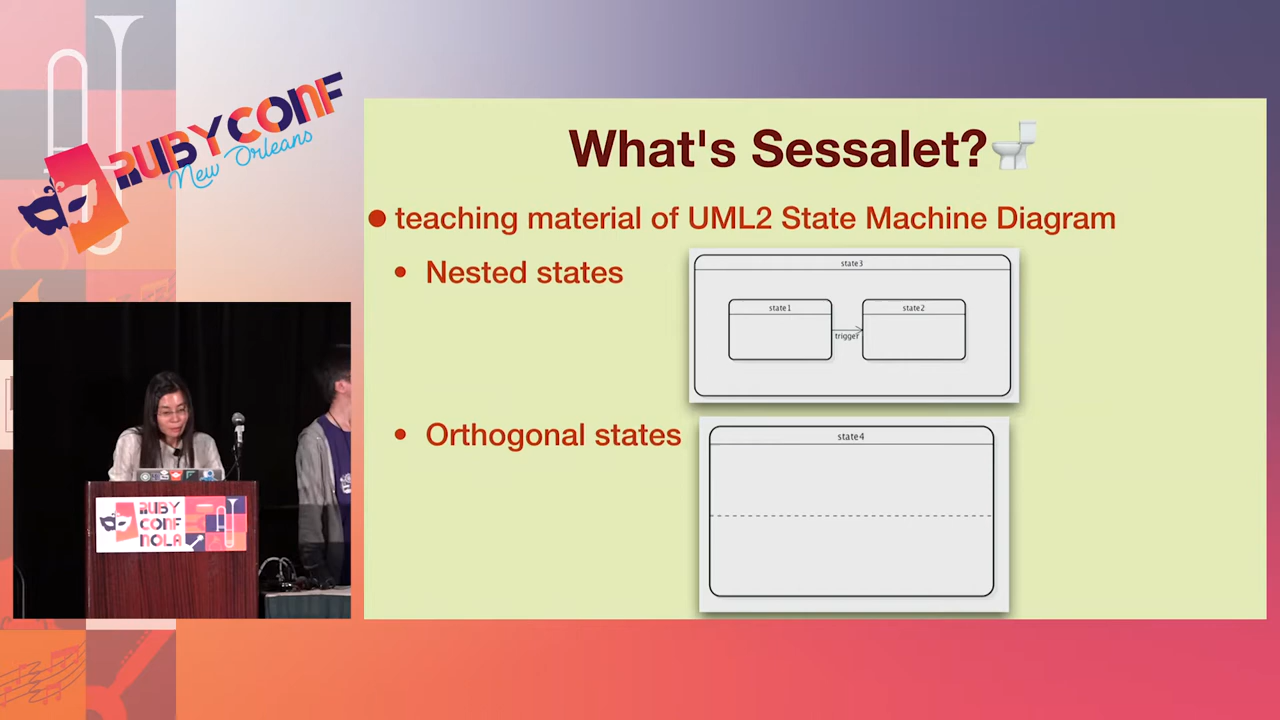 RUBYCONF
New Orleans
What's Sessalet?
teaching material of UML2 State Machine Diagram
Nested states
state3
state1
state2
trigger
Orthogonal states
state4
RUBY
CONF
NOLA